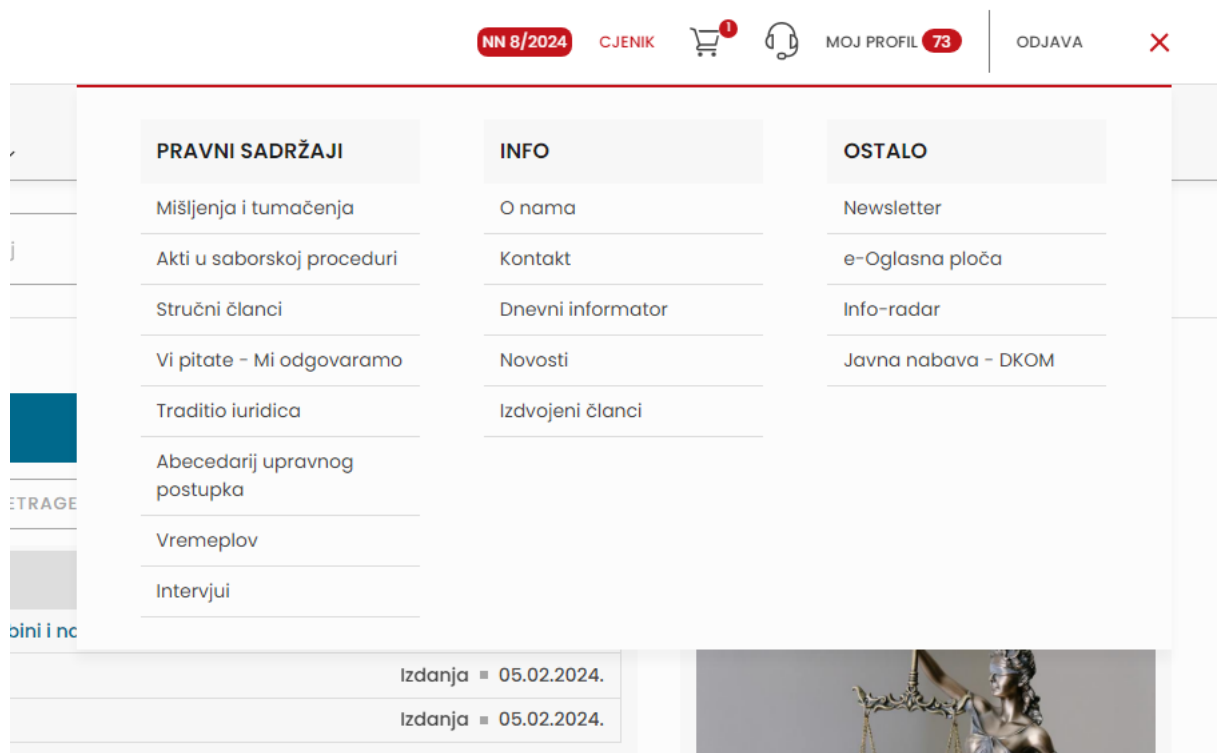 NN 8/2024 CJENIK 1 MOJ PROFIL 73 ODJAVA
PRAVNI SADRŽAJI
Mišljenja i tumačenja
Akti u saborskoj proceduri
Stručni članci
Vi pitate - Mi odgovaramo
Traditio iuridica
Abecedarij upravnog
postupka
Vremeplov
Intervjui
INFO
O nama
Kontakt
Dnevni informator
Novosti
Izdvojeni članci
OSTALO
Newsletter
e-Oglasna ploča
Info-radar
Javna nabava - DKOM
j
ETRAGE
bini i na
Izdanja 05.02.2024.
Izdanja 05.02.2024.